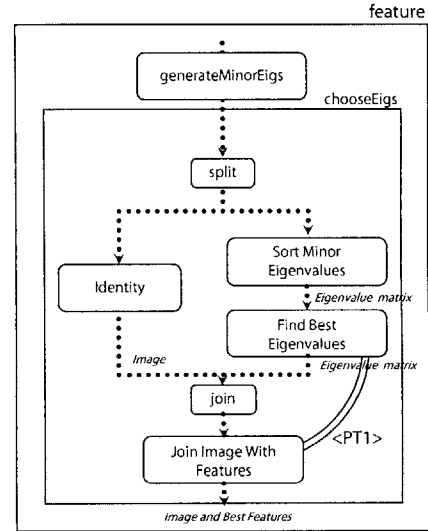 feature
generateMinorEigs
chooseEigs
split
Sort Minor
Eigenvalues
Identity
Eigenvalue matrix
Find Best
Eigenvalues
Image
Eigenvalue matrix
join
<PT1>
Join Image With
Features
Image and Best Features